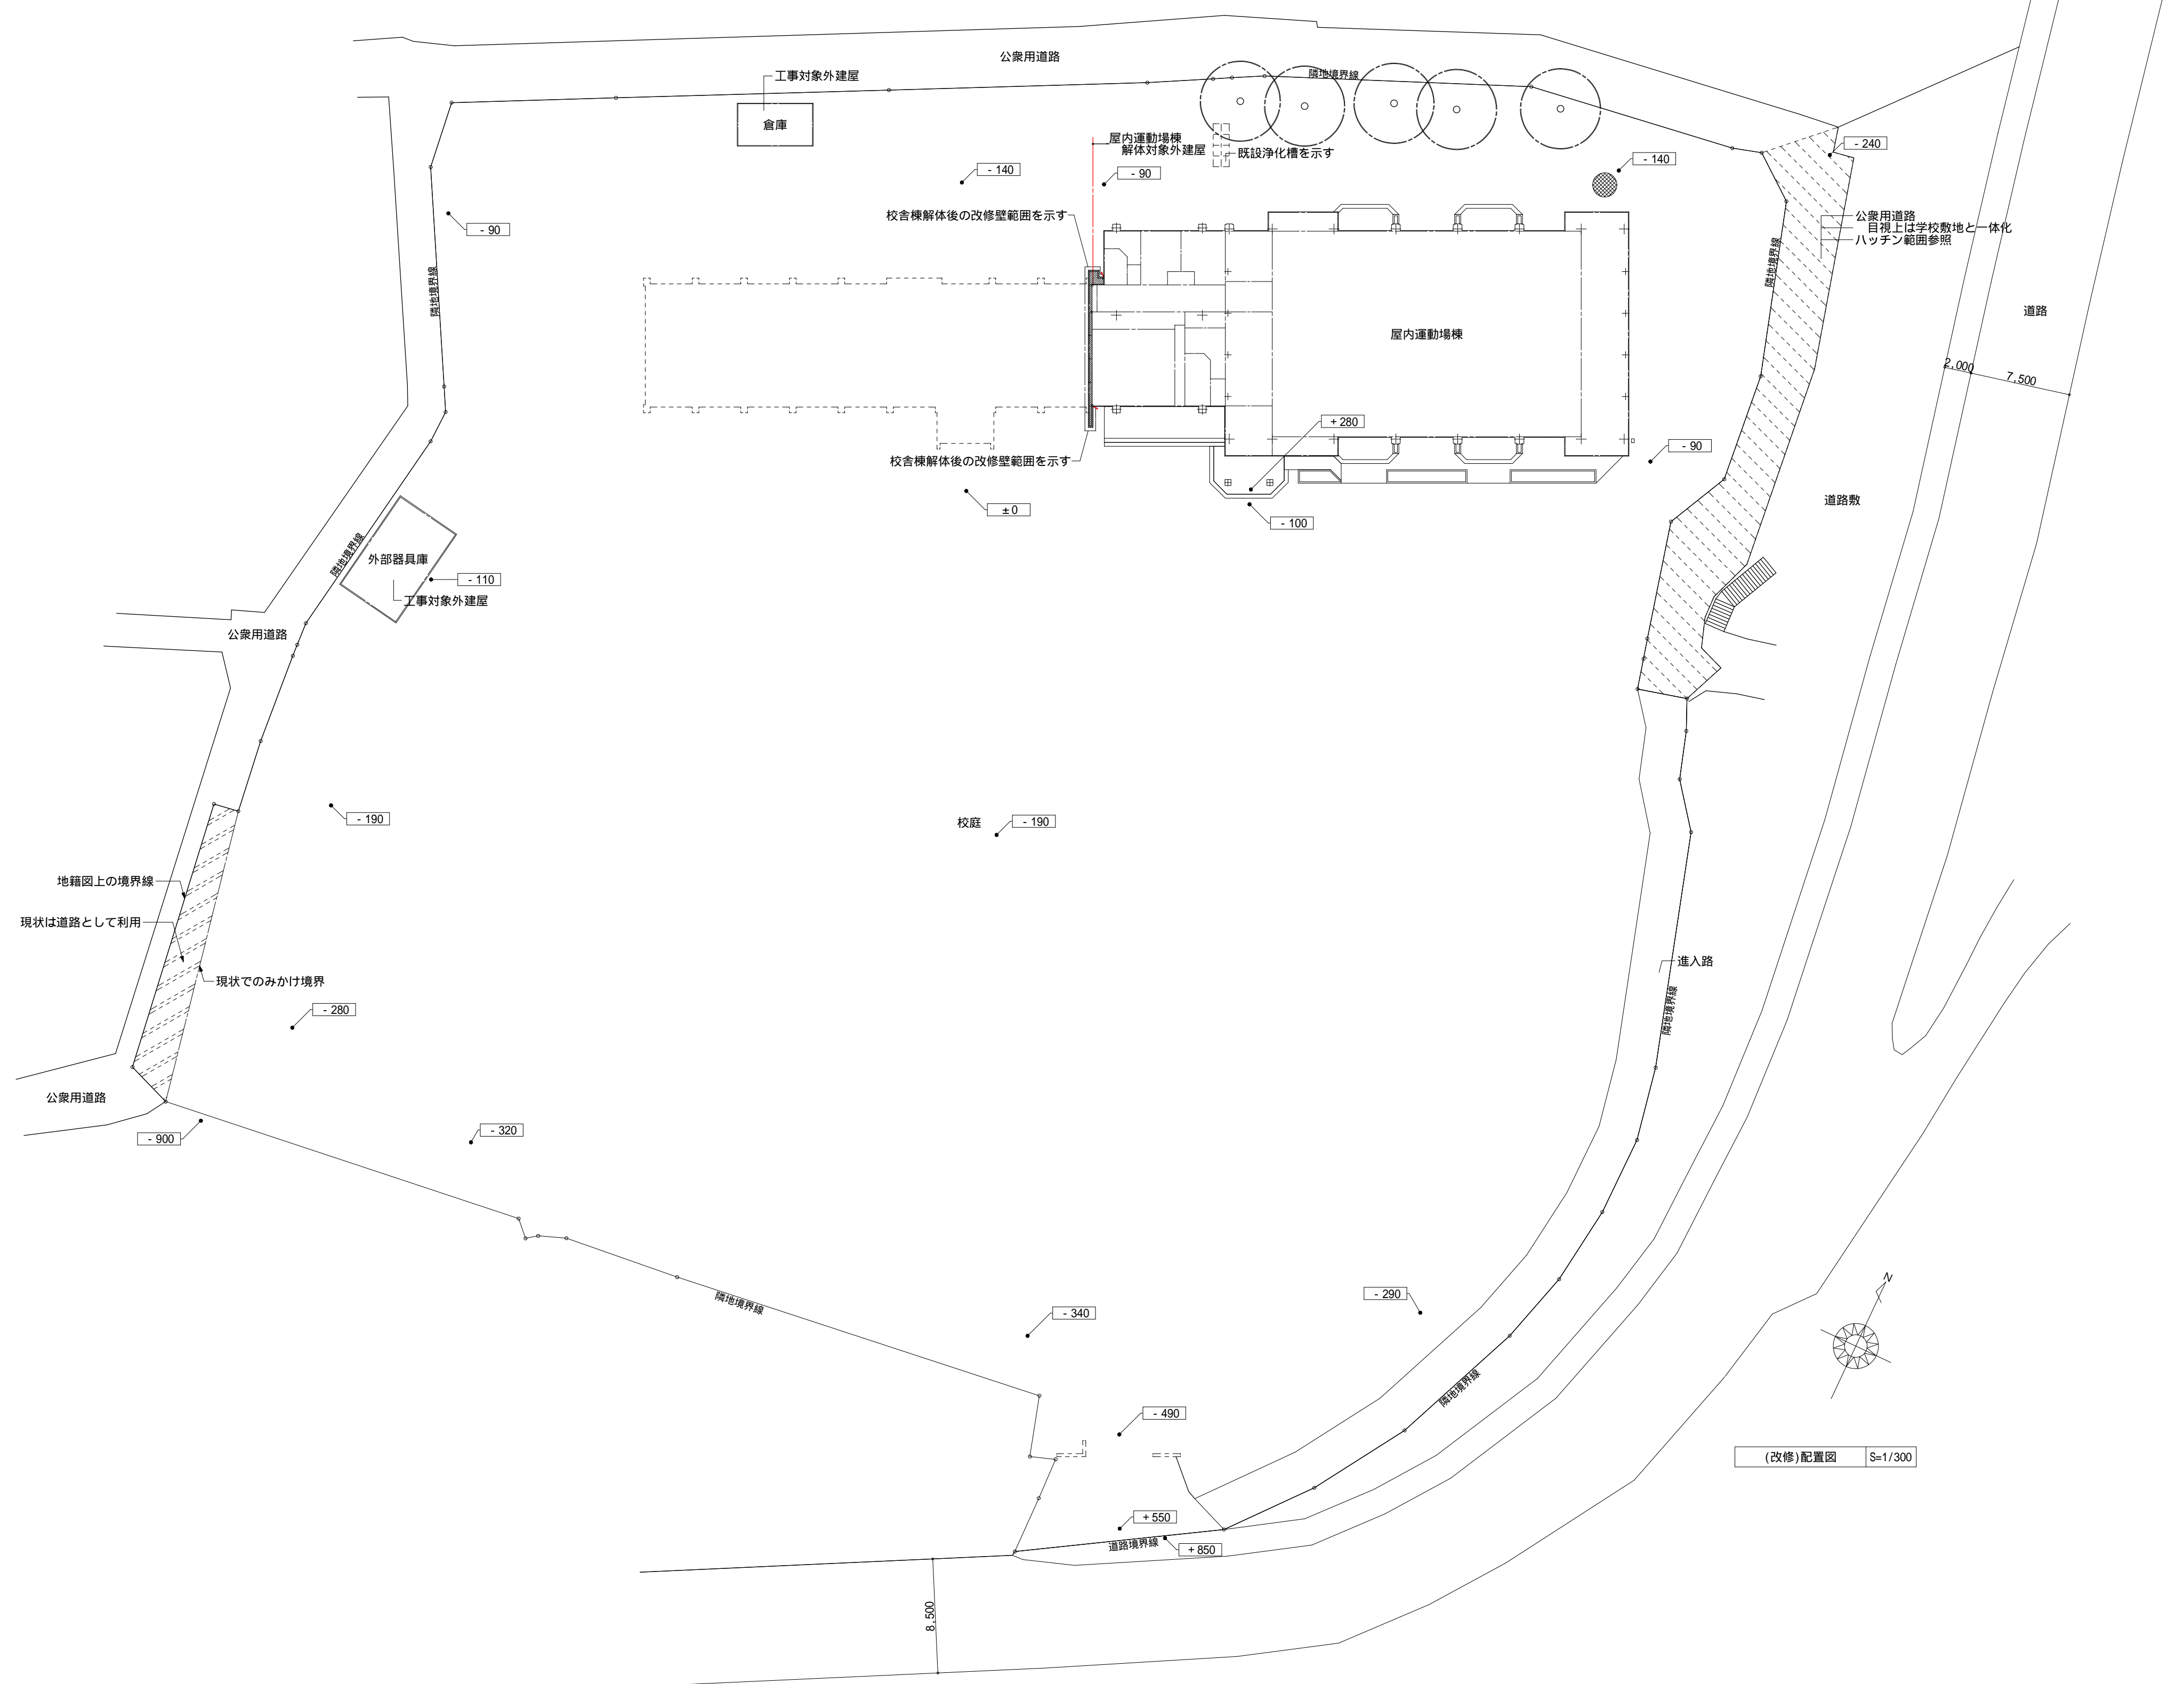 公衆用道路
工事対象外建屋
倉庫
隣地境界線
屋内運動場棟
解体対象外建屋
既設浄化槽を示す
- 240
- 140
- 90
- 140
校舎棟解体後の改修壁範囲を示す
公衆用道路
目視上は学校敷地と一体化
ハッチン範囲参照
- 90
隣地境界線
隣地境界線
道路
屋内運動場棟
2,000
7,500
+ 280
- 90
校舎棟解体後の改修壁範囲を示す
道路敷
± 0
- 100
隣地境界線
外部器具庫
- 110
工事対象外建屋
公衆用道路
- 190
校庭
- 190
地籍図上の境界線
現状は道路として利用
進入路
現状でのみかけ境界
隣地境界線
- 280
公衆用道路
- 320
- 900
N
隣地境界線
- 290
- 340
隣地境界線
- 490
(改修)配置図
S=1/300
+ 550
道路境界線
+ 850
8,500